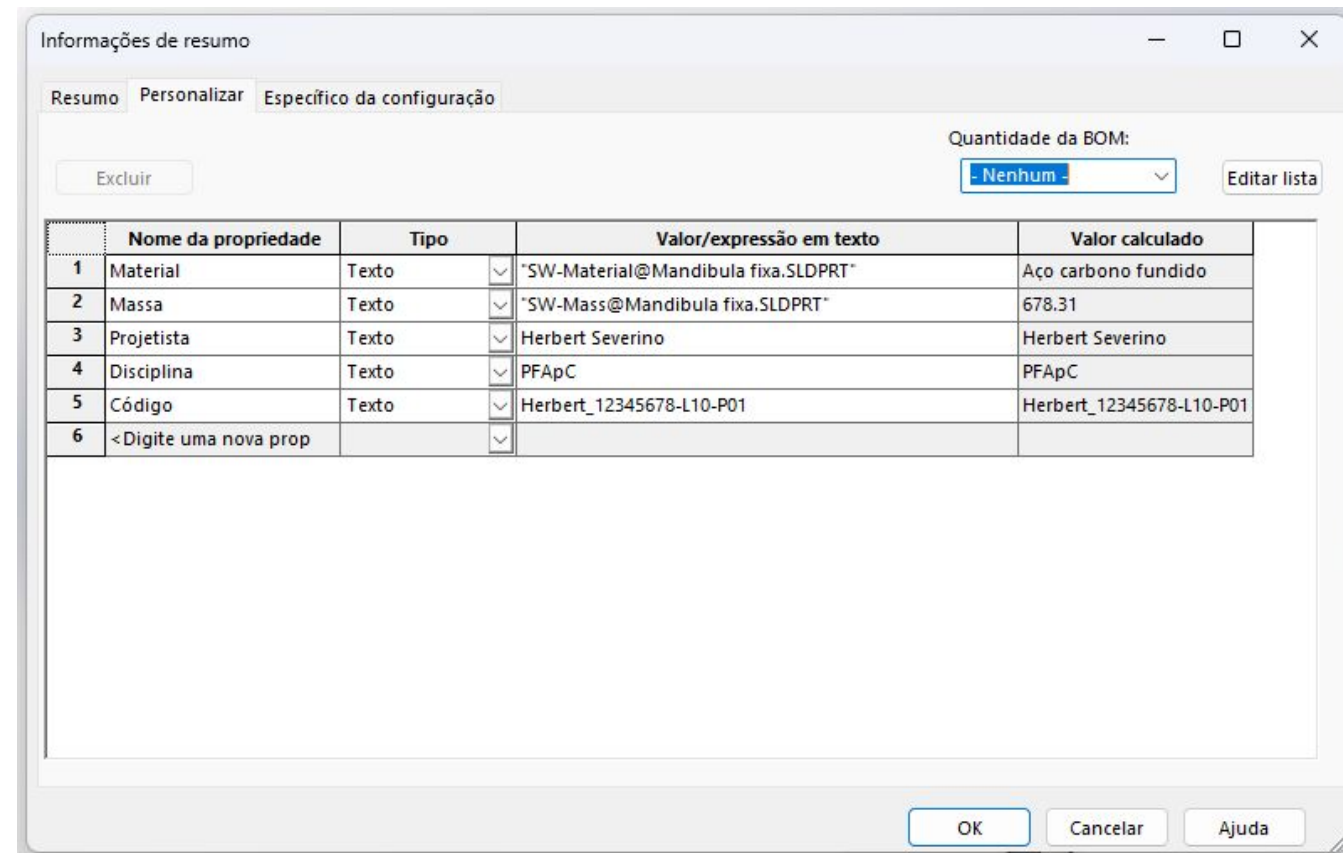 Informações de resumo
Resumo Personalizar Específico da configuração
Quantidade da BOM:
Excluir - Nenhum - Editar lista
Nome da propriedade Tipo Valor/expressão em texto Valor calculado
1 Material Texto "SW-Material@Mandibula fixa.SLDPRT" Aço carbono fundido
2 Massa Texto "SW-Mass@Mandibula fixa.SLDPRT" 678.31
3 Projetista Texto Herbert Severino Herbert Severino
4 Disciplina Texto PFApC PFApC
5 Código Texto Herbert_12345678-L10-P01 Herbert_12345678-L10-P01
6 <Digite uma nova prop
OK Cancelar Ajuda